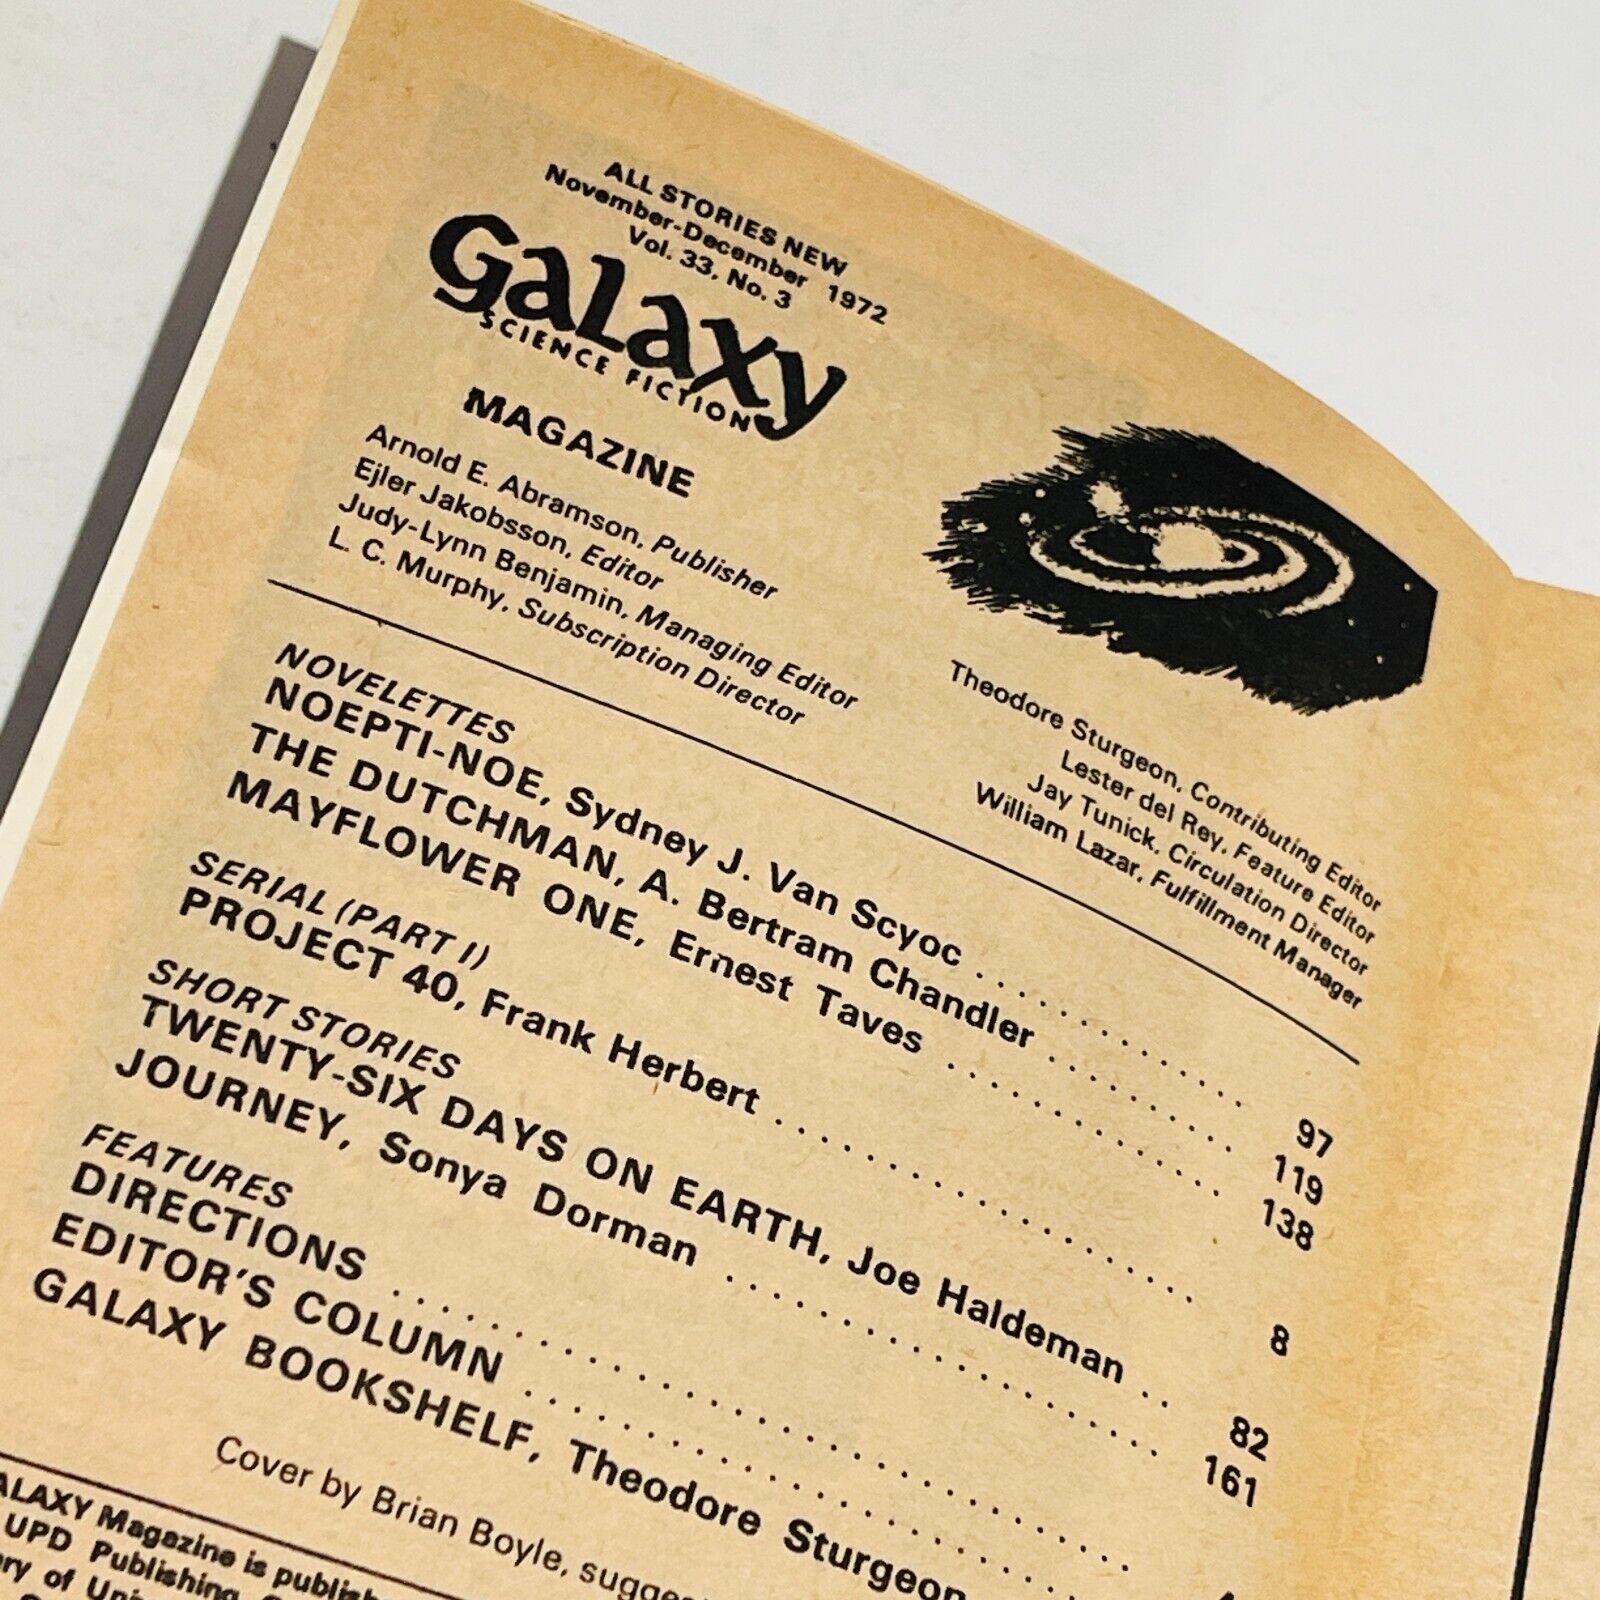 ALL STORIES NEW
November-December 1972
Vol. 33, No. 3
Galaxy
SCIENCE FICTION
MAGAZINE
Arnold E. Abramson, Publisher
Ejler Jakobsson, Editor
Judy-Lynn Benjamin, Managing Editor
L. C. Murphy, Subscription Director
Theodore Sturgeon, Contributing Editor
Lester del Rey, Feature Editor
Jay Tunick, Circulation Director
William Lazar, Fulfillment Manager
NOVELETTES
NOEPTI-NOE, Sydney J. Van Scyoc . . . . . . . . . . . . 97
THE DUTCHMAN, A. Bertram Chandler . . . . . . . . . 119
MAYFLOWER ONE, Ernest Taves . . . . . . . . . . . . . 138
SERIAL (PART I)
PROJECT 40, Frank Herbert . . . . . . . . . . . . . . . . . 8
SHORT STORIES
TWENTY-SIX DAYS ON EARTH, Joe Haldeman . . 82
JOURNEY, Sonya Dorman . . . . . . . . . . . . . . . . . . 161
FEATURES
DIRECTIONS . . . . . . . . . . . . . . . . . . . . . . . . . .
EDITOR'S COLUMN . . . . . . . . . . . . . . . . . . . . .
GALAXY BOOKSHELF, Theodore Sturgeon
Cover by Brian Boyle,
GALAXY Magazine is
UPD Publishing
of